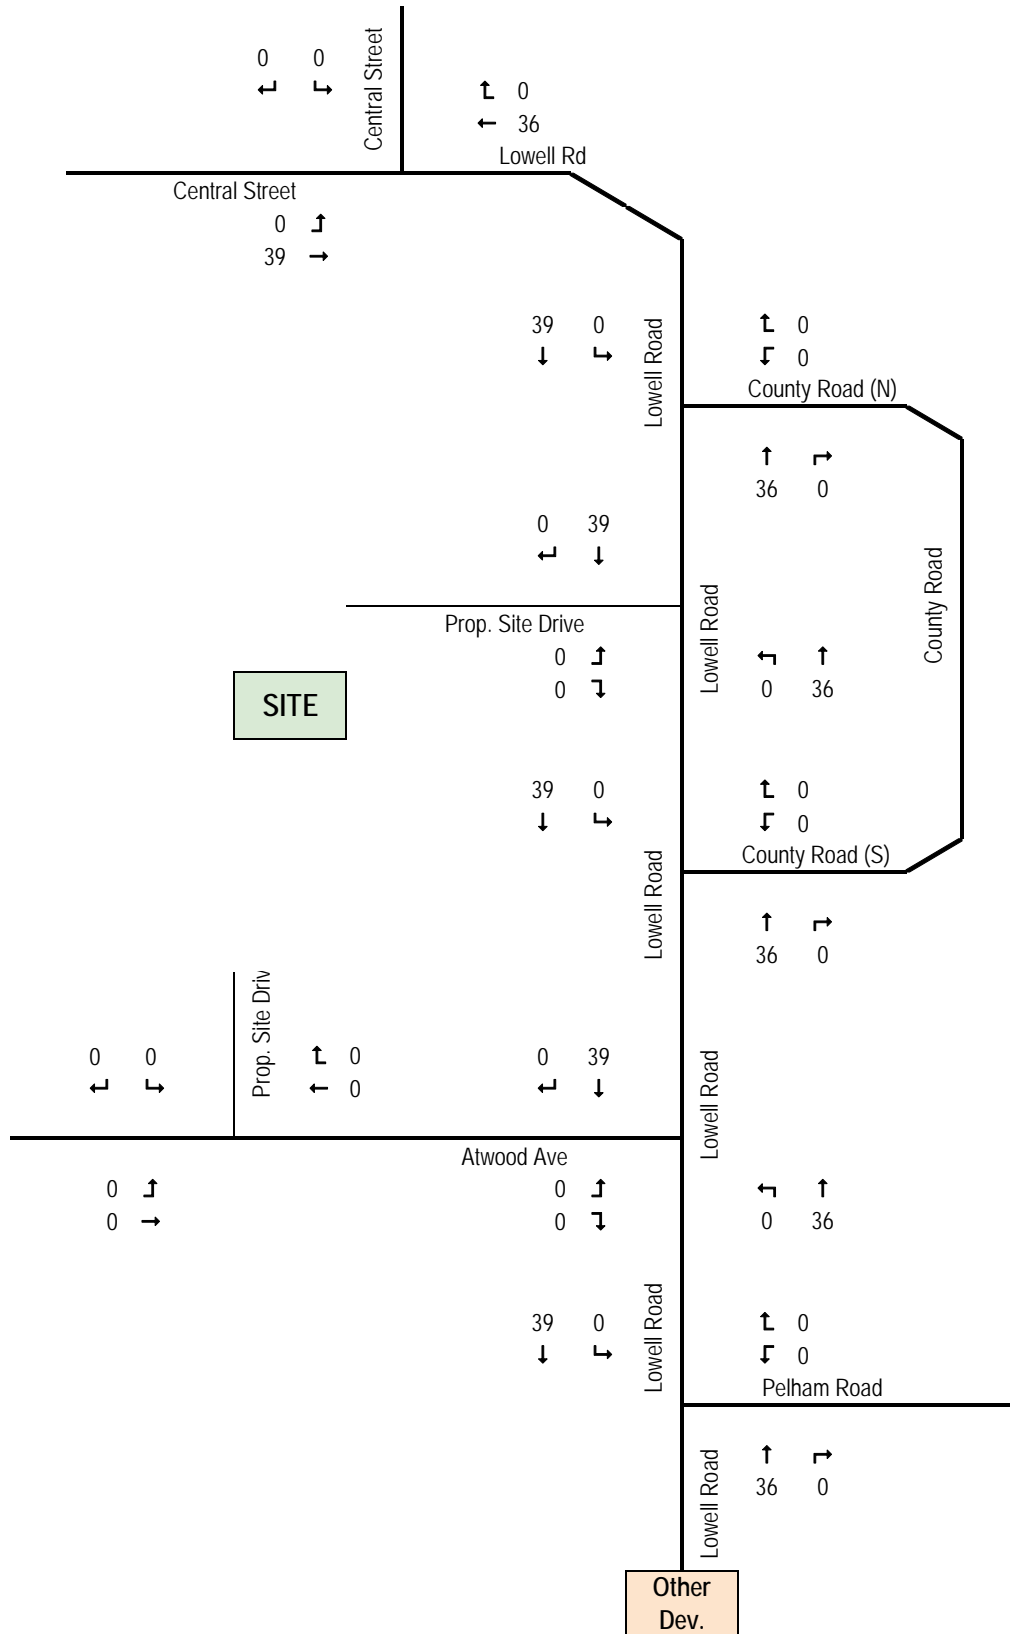 Central Street
0 0
0
36
Lowell Rd
Central Street
0
39
39 0
Lowell Road
0
0
County Road (N)
36 0
0 39
Lowell Road
County Road
Prop. Site Drive
0
0
0 36
SITE
39 0
Lowell Road
0
0
County Road (S)
36 0
Prop. Site Driv
0 0
0
0
0 39
Lowell Road
Atwood Ave
0
0
0
0
0 36
39 0
Lowell Road
0
0
Pelham Road
36 0
Lowell Road
Other
Dev.